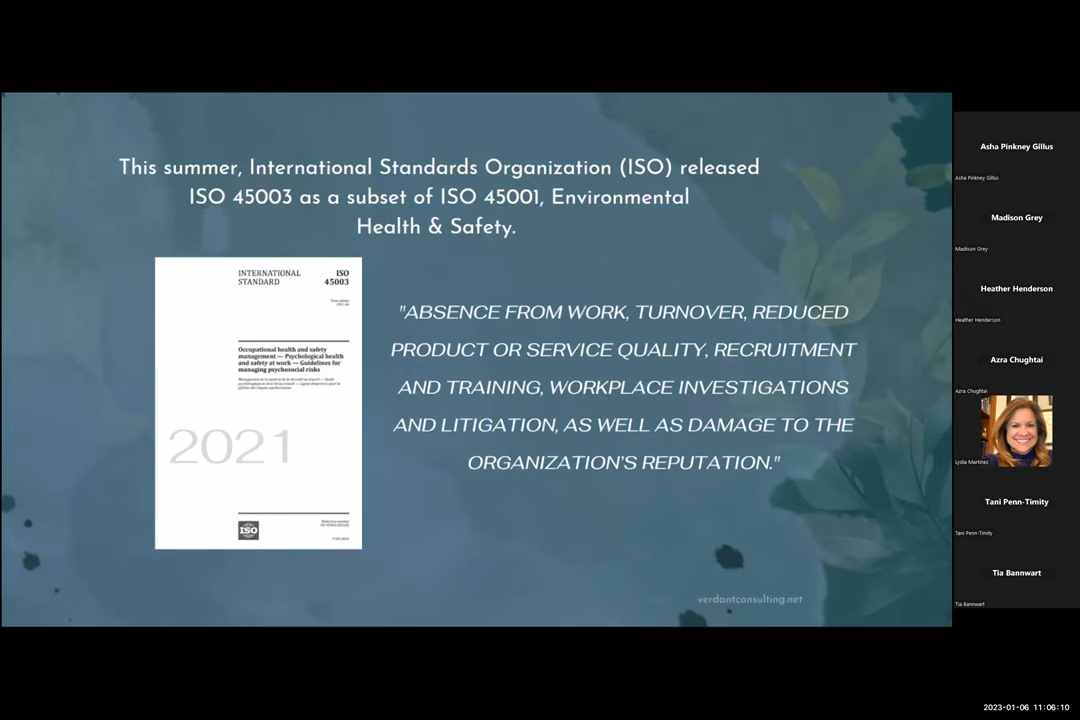 This summer, International Standards Organization (ISO) released
ISO 45003 as a subset of ISO 45001, Environmental
Health & Safety.
INTERNATIONAL STANDARD
ISO 45003
Occupational health and safety
management — Psychological health
and safety at work — Guidelines for
managing psychosocial risks
2021
ISO
"ABSENCE FROM WORK, TURNOVER, REDUCED
PRODUCT OR SERVICE QUALITY, RECRUITMENT
AND TRAINING, WORKPLACE INVESTIGATIONS
AND LITIGATION, AS WELL AS DAMAGE TO THE
ORGANIZATION'S REPUTATION."
verdantconsulting.net
Asha Pinkney Gillus
Asha Pinkney Gillus
Madison Grey
Madison Grey
Heather Henderson
Heather Henderson
Azra Chughtai
Azra Chughtai
Lydia Martinez
Tani Penn-Timity
Tani Penn-Timity
Tia Bannwart
Tia Bannwart
2023-01-06 11:06:10